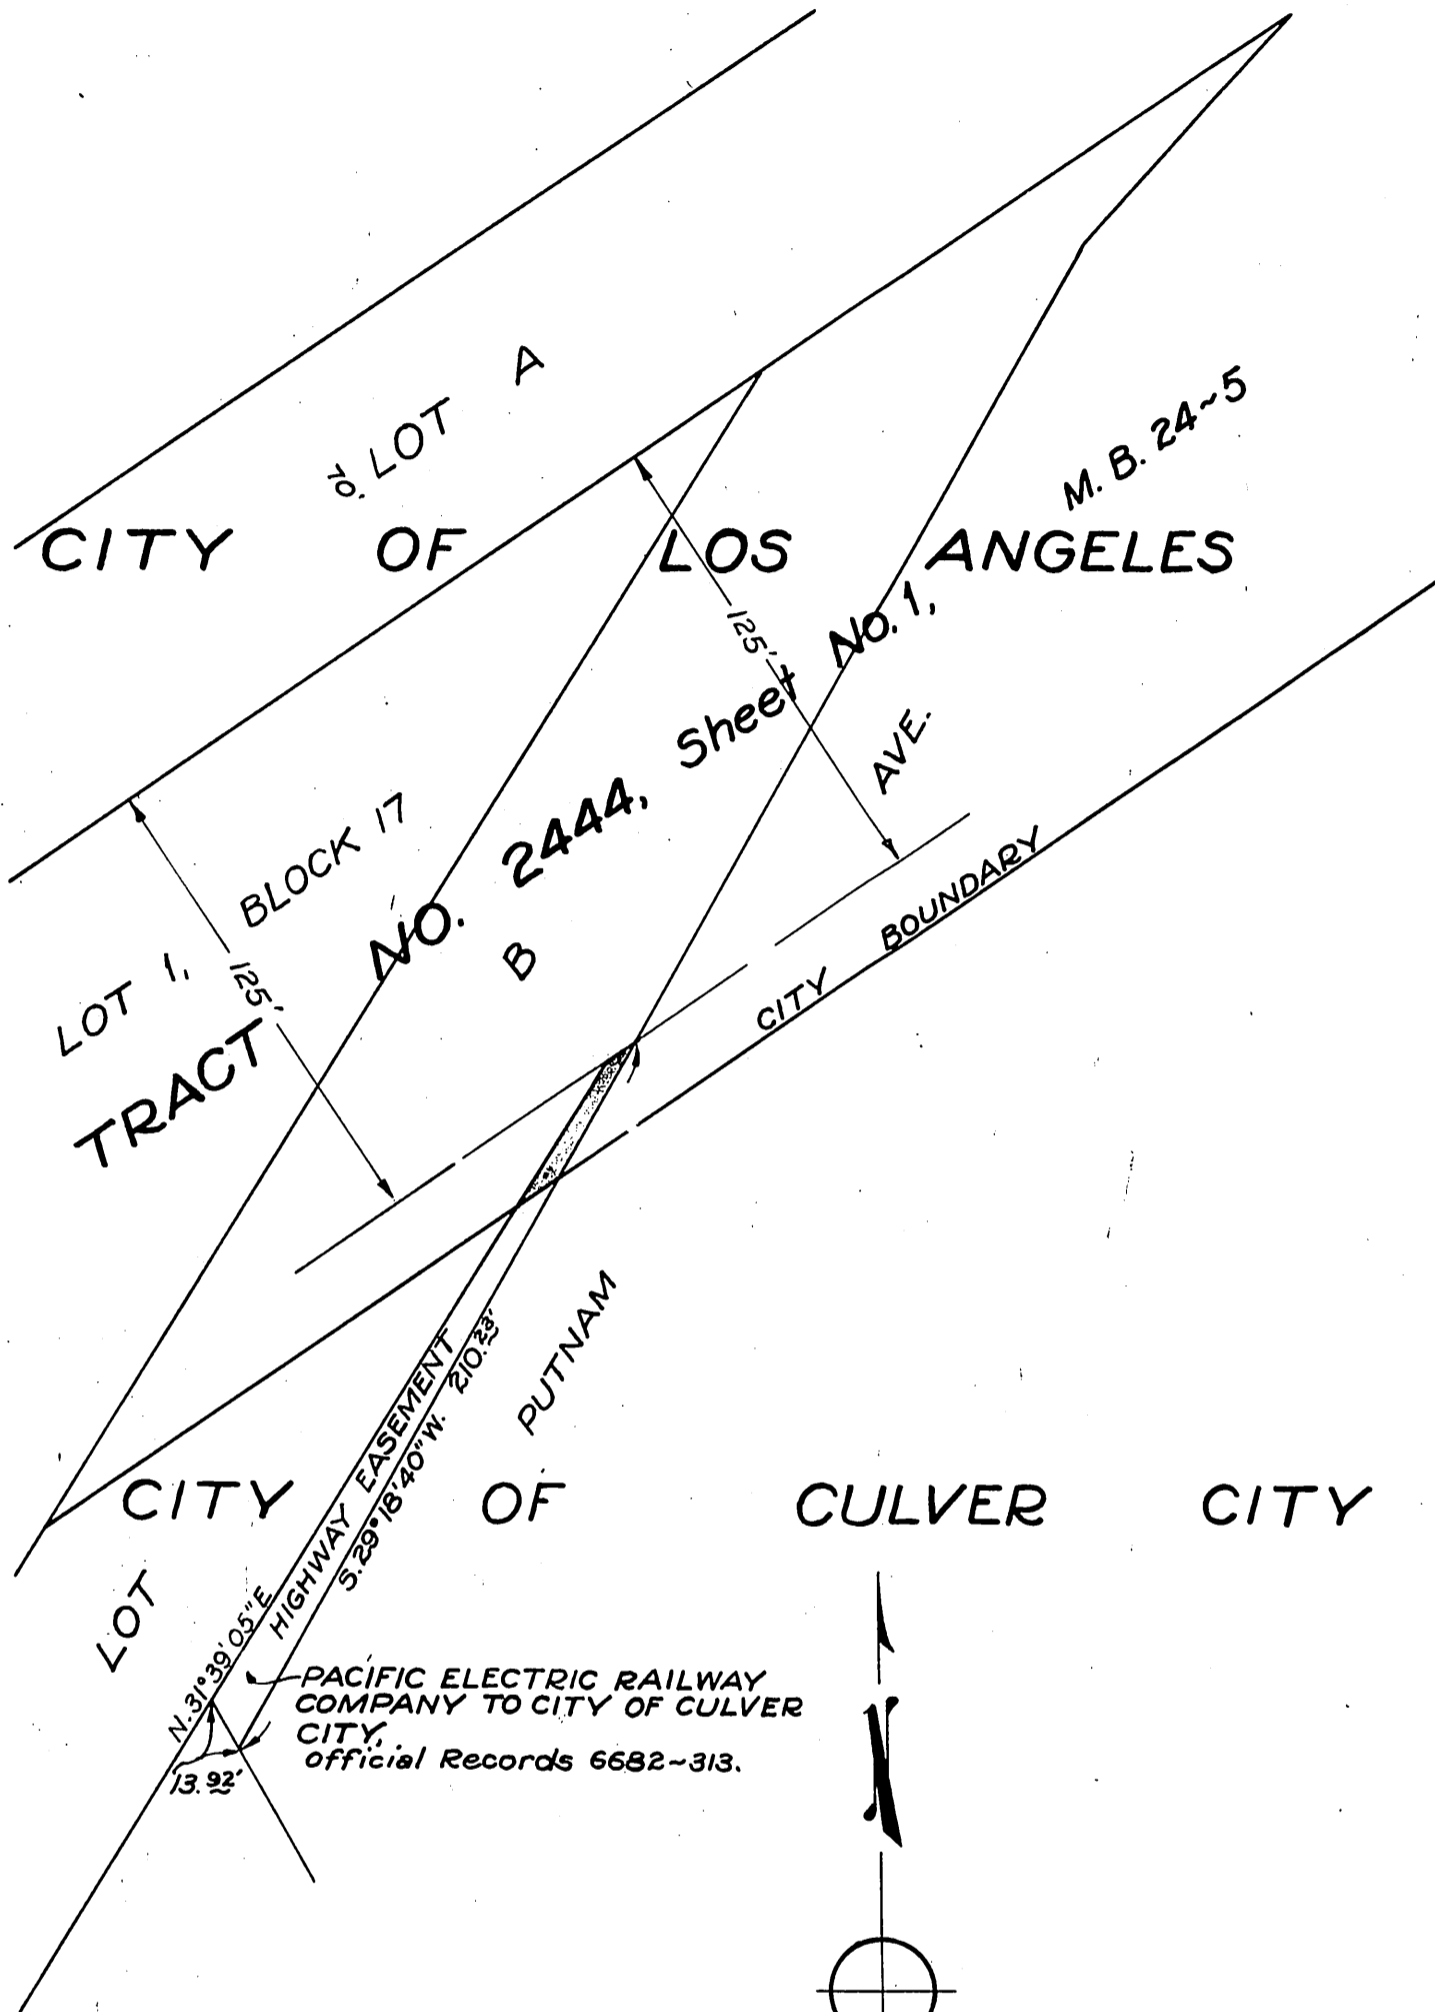 LOT A
70'
CITY OF LOS ANGELES
M. B. 24~5
125'
TRACT NO. 2444, Sheet No. 1,
LOT 1, BLOCK 17
125'
LOT B
PUTNAM AVE.
CITY BOUNDARY
HIGHWAY EASEMENT
S.29°18'40"W. 210.23'
N.31°39'05"E
CITY OF CULVER CITY
PACIFIC ELECTRIC RAILWAY
COMPANY TO CITY OF CULVER
CITY,
Official Records 6682~313.
13.92'
N